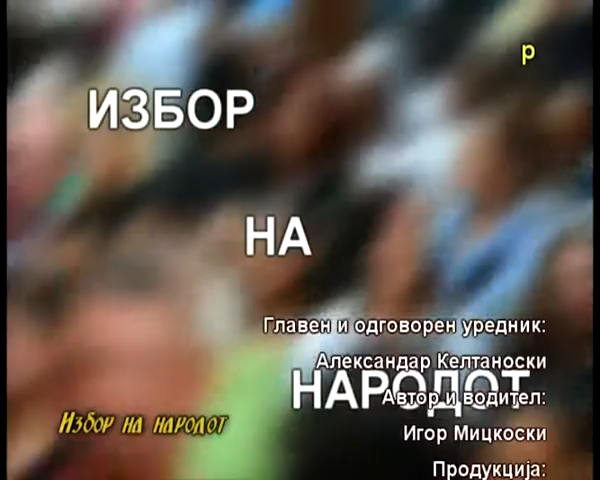 р
ИЗБОР
НА
НАРОДОТ
Главен и одговорен уредник:
Александар Келтаноски
Автор и водител:
Игор Мицкоски
Продукција:
Избор на народот